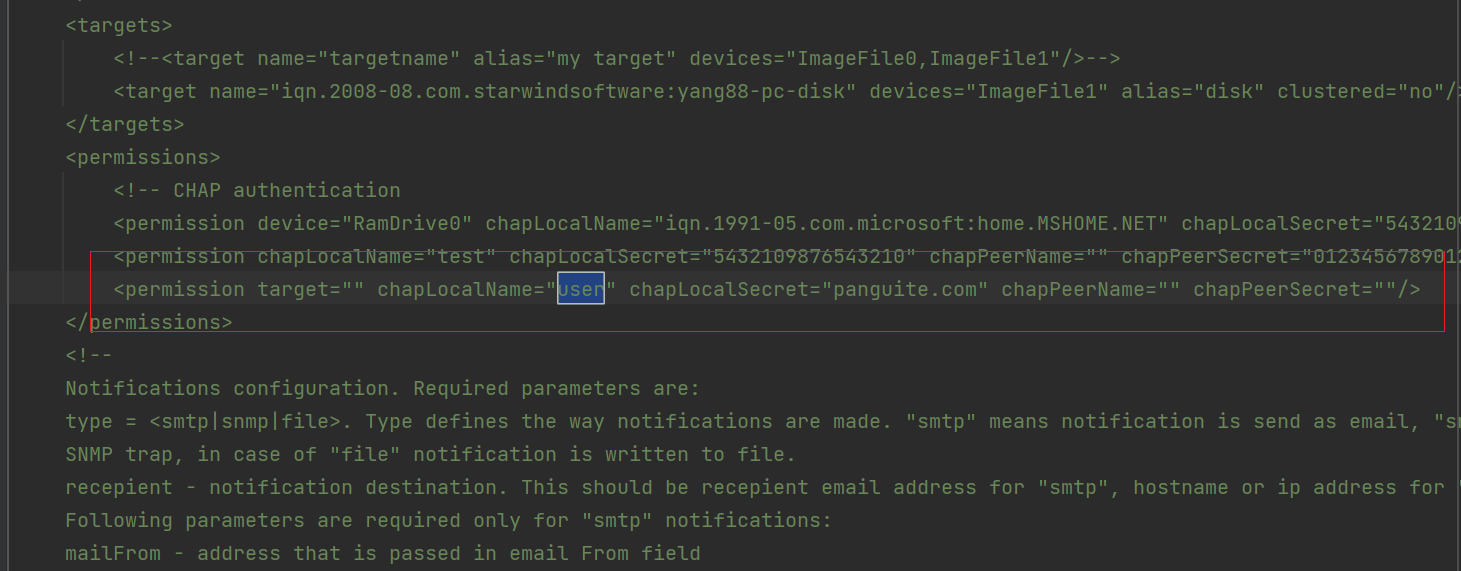 <targets>
<!--<target name="targetname" alias="my target" devices="ImageFile0,ImageFile1"/>-->
<target name="iqn.2008-08.com.starwindsoftware:yang88-pc-disk" devices="ImageFile1" alias="disk" clustered="no"/>
</targets>
<permissions>
<!-- CHAP authentication
<permission device="RamDrive0" chapLocalName="iqn.1991-05.com.microsoft:home.MSHOME.NET" chapLocalSecret="5432109
<permission chapLocalName="test" chapLocalSecret="5432109876543210" chapPeerName="" chapPeerSecret="0123456789012
<permission target="" chapLocalName="user" chapLocalSecret="panguite.com" chapPeerName="" chapPeerSecret=""/>
</permissions>
<!--
Notifications configuration. Required parameters are:
type = <smtp|snmp|file>. Type defines the way notifications are made. "smtp" means notification is send as email, "s
SNMP trap, in case of "file" notification is written to file.
recepient - notification destination. This should be recepient email address for "smtp", hostname or ip address for "
Following parameters are required only for "smtp" notifications:
mailFrom - address that is passed in email From field